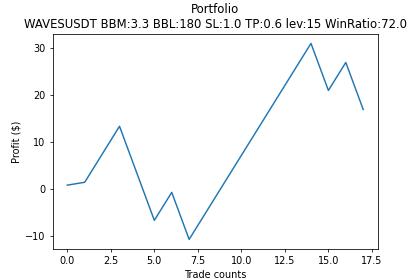 Portfolio
WAVESUSDT BBM:3.3 BBL:180 SL:1.0 TP:0.6 lev:15 WinRatio:72.0
30
20
10
0
−10
Profit ($)
0.0 2.5 5.0 7.5 10.0 12.5 15.0 17.5
Trade counts